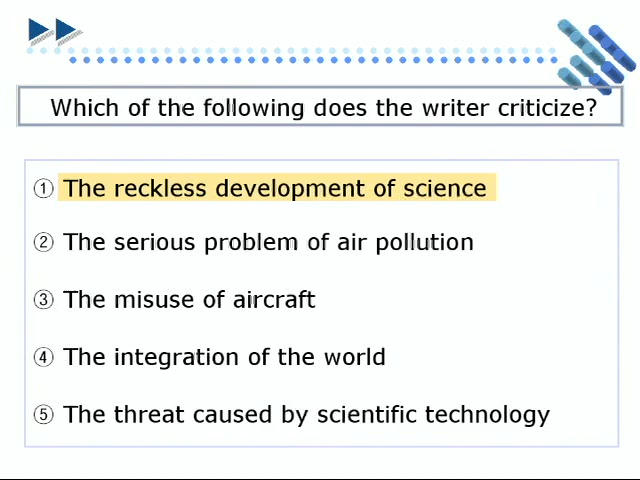 Which of the following does the writer criticize?
① The reckless development of science
② The serious problem of air pollution
③ The misuse of aircraft
④ The integration of the world
⑤ The threat caused by scientific technology